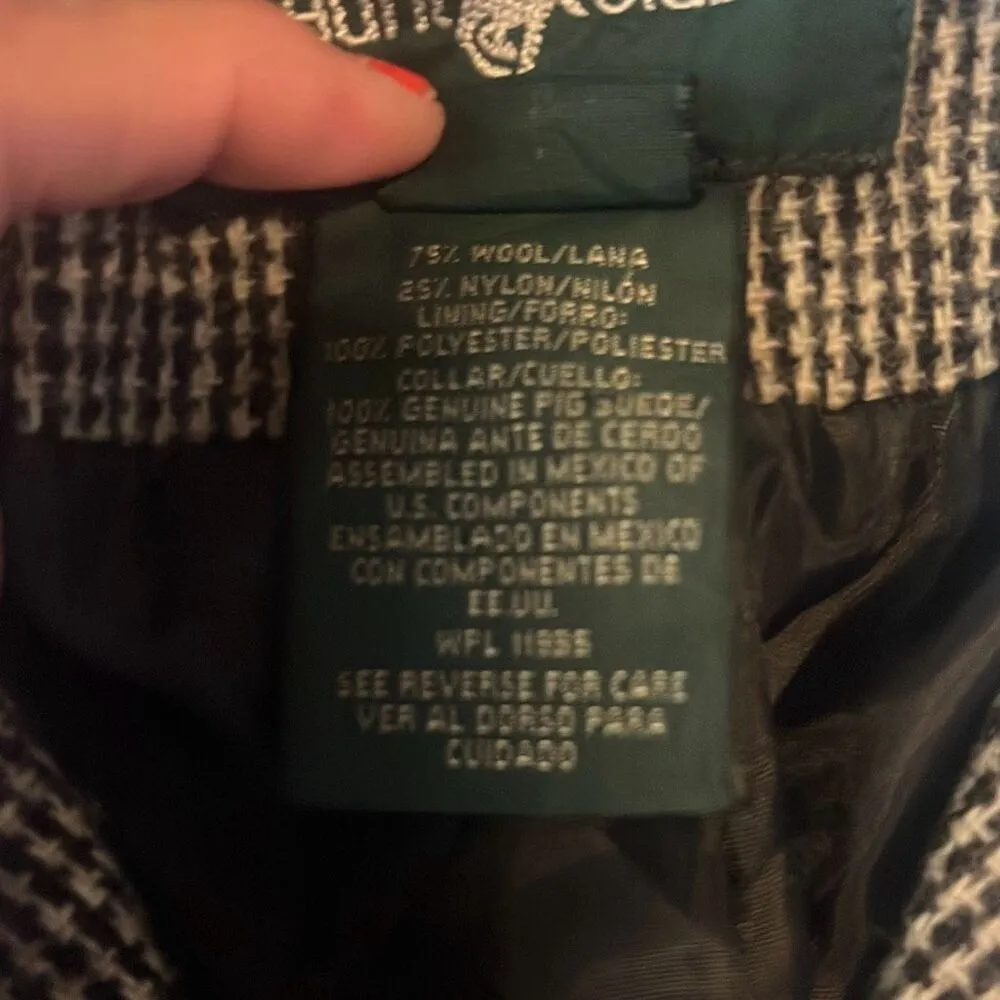 75% WOOL/LANA
25% NYLON/NILÓN
LINING/FORRO:
100% POLYESTER/POLIESTER
COLLAR/CUELLO:
100% GENUINE PIG SUEDE/
GENUINA ANTE DE CERDO
ASSEMBLED IN MEXICO OF
U.S. COMPONENTS
ENSAMBLADO EN MEXICO
CON COMPONENTES DE
EE.UU.
WPL 11955
SEE REVERSE FOR CARE
VER AL DORSO PARA
CUIDADO